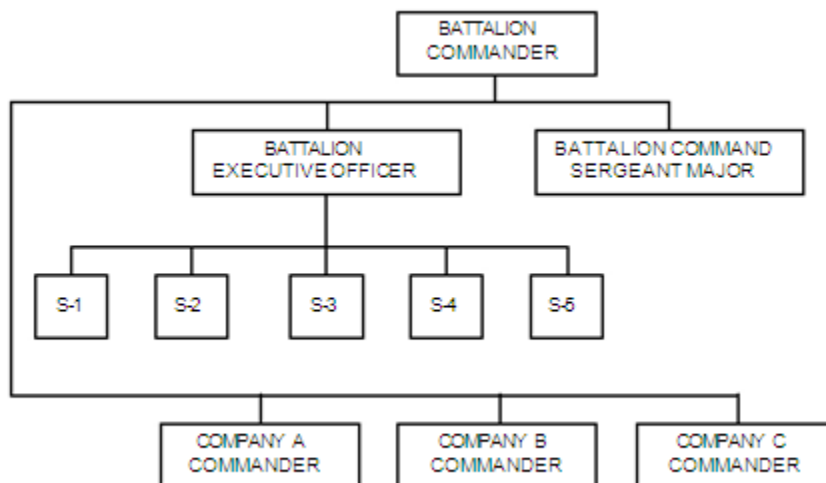 BATTALION
COMMANDER
BATTALION
EXECUTIVE OFFICER
BATTALION COMMAND
SERGEANT MAJOR
S-1
S-2
S-3
S-4
S-5
COMPANY A
COMMANDER
COMPANY B
COMMANDER
COMPANY C
COMMANDER